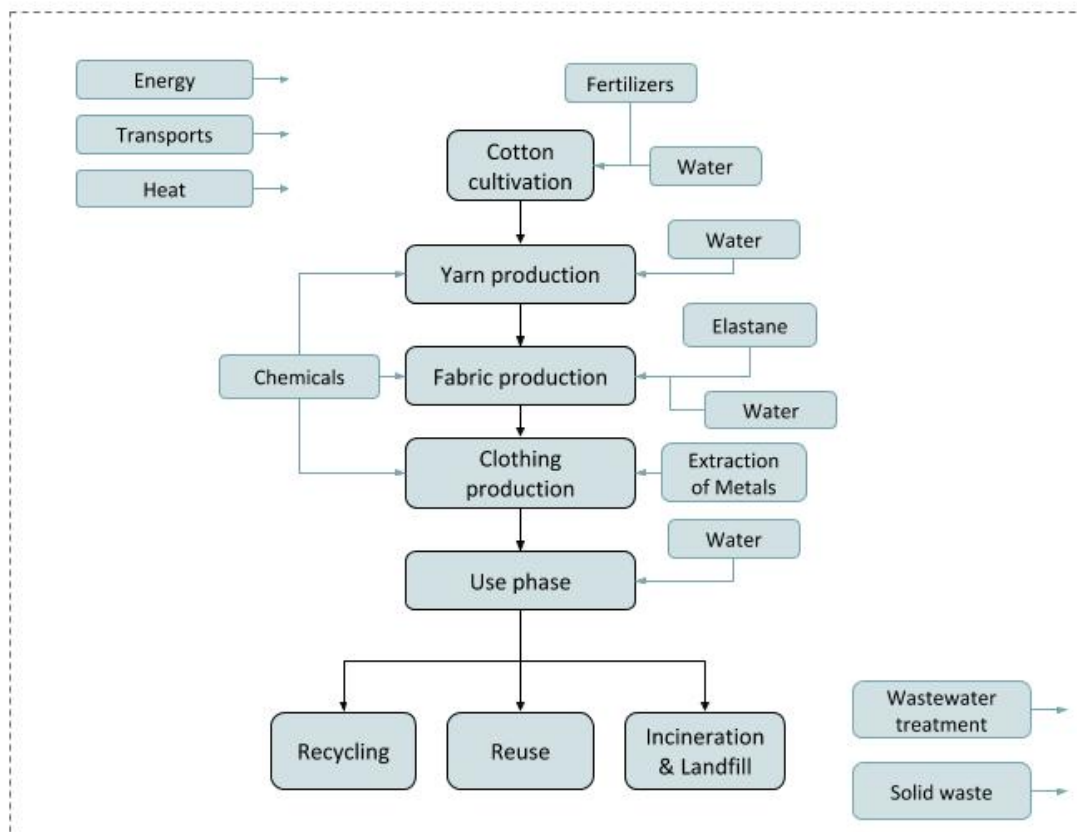 Energy
Transports
Heat
Fertilizers
Cotton
cultivation
Water
Water
Yarn production
Elastane
Chemicals
Fabric production
Water
Clothing
production
Extraction
of Metals
Water
Use phase
Recycling
Reuse
Incineration
& Landfill
Wastewater
treatment
Solid waste